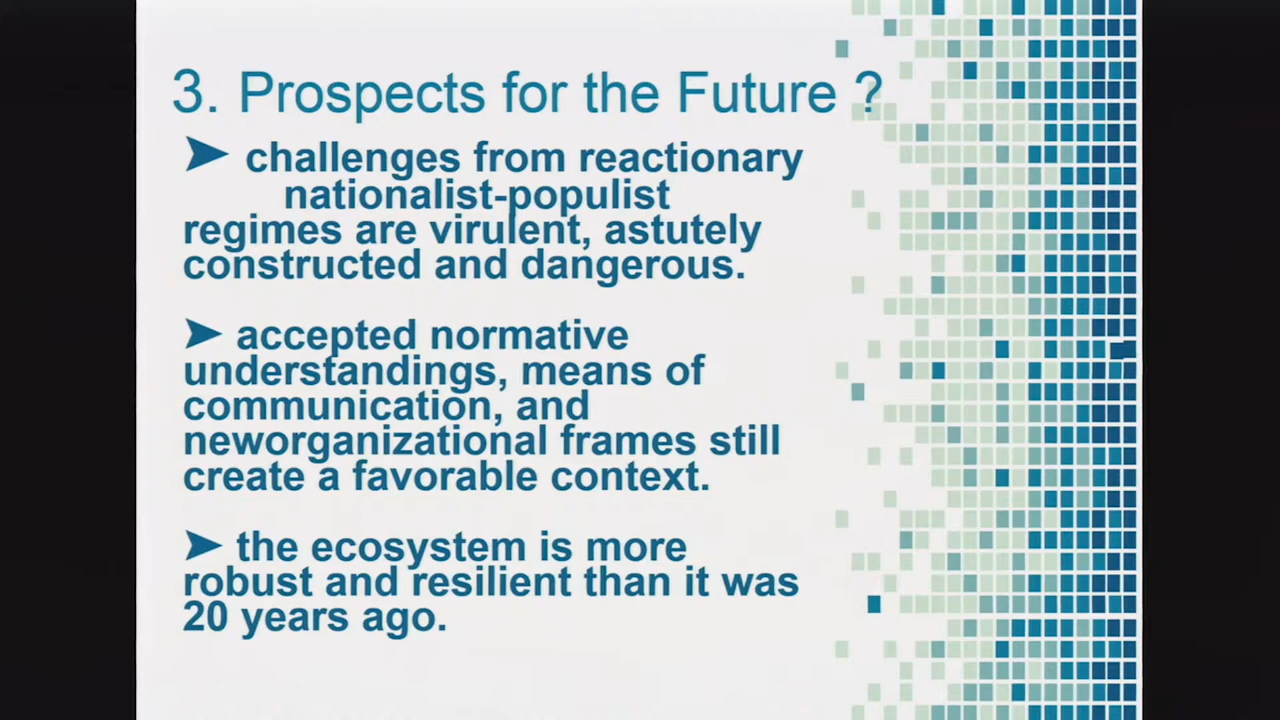 3. Prospects for the Future ?
➤ challenges from reactionary
nationalist-populist
regimes are virulent, astutely
constructed and dangerous.
➤ accepted normative
understandings, means of
communication, and
neworganizational frames still
create a favorable context.
➤ the ecosystem is more
robust and resilient than it was
20 years ago.